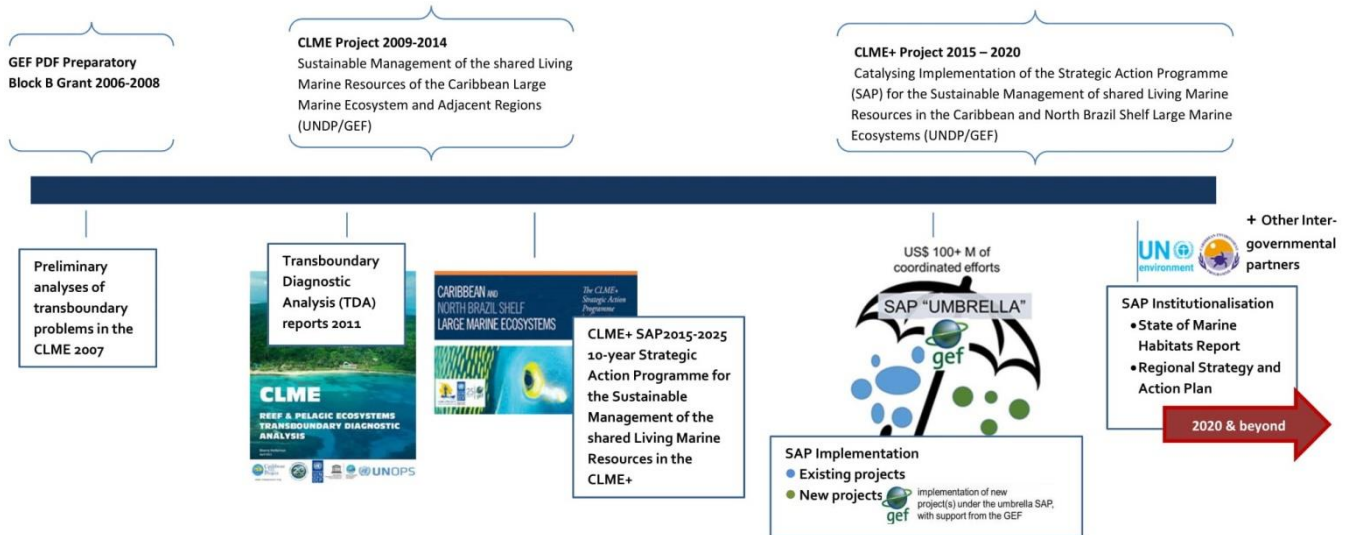 GEF PDF Preparatory
Block B Grant 2006-2008
CLME Project 2009-2014
Sustainable Management of the shared Living
Marine Resources of the Caribbean Large
Marine Ecosystem and Adjacent Regions
(UNDP/GEF)
CLME+ Project 2015 – 2020
Catalysing Implementation of the Strategic Action Programme
(SAP) for the Sustainable Management of shared Living Marine
Resources in the Caribbean and North Brazil Shelf Large Marine
Ecosystems (UNDP/GEF)
Preliminary
analyses of
transboundary
problems in the
CLME 2007
Transboundary
Diagnostic
Analysis (TDA)
reports 2011
CLME
REEF & PELAGIC ECOSYSTEMS
TRANSBOUNDARY DIAGNOSTIC
ANALYSIS
UNOPS
CARIBBEAN AND
NORTH BRAZIL SHELF
LARGE MARINE ECOSYSTEMS
The CLME+
Strategic Action
Programme
CLME+ SAP2015-2025
10-year Strategic
Action Programme for
the Sustainable
Management of the
shared Living Marine
Resources in the
CLME+
US$ 100+ M of
coordinated efforts
SAP "UMBRELLA"
gef
SAP Implementation
Existing projects
New projects
gef
implementation of new
project(s) under the umbrella SAP,
with support from the GEF
UN
environment
+ Other Inter-
governmental
partners
SAP Institutionalisation
•State of Marine
Habitats Report
•Regional Strategy and
Action Plan
2020 & beyond